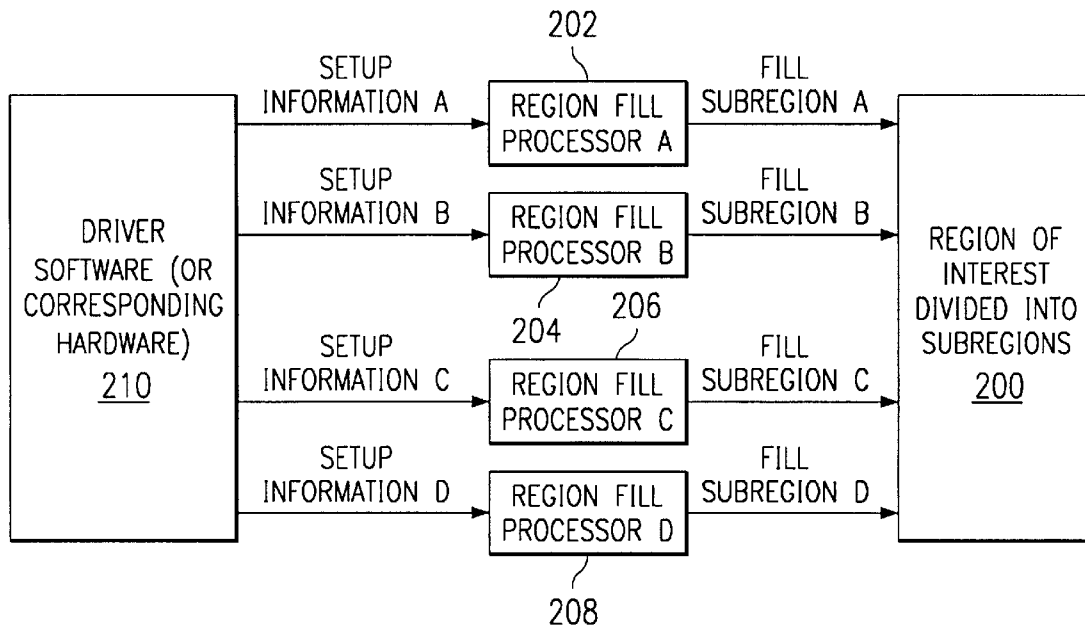 202
SETUP
INFORMATION A
REGION FILL
PROCESSOR A
FILL
SUBREGION A
SETUP
INFORMATION B
REGION FILL
PROCESSOR B
204
FILL
SUBREGION B
DRIVER
SOFTWARE (OR
CORRESPONDING
HARDWARE)
210
REGION OF
INTEREST
DIVIDED INTO
SUBREGIONS
200
206
SETUP
INFORMATION C
REGION FILL
PROCESSOR C
FILL
SUBREGION C
SETUP
INFORMATION D
REGION FILL
PROCESSOR D
208
FILL
SUBREGION D